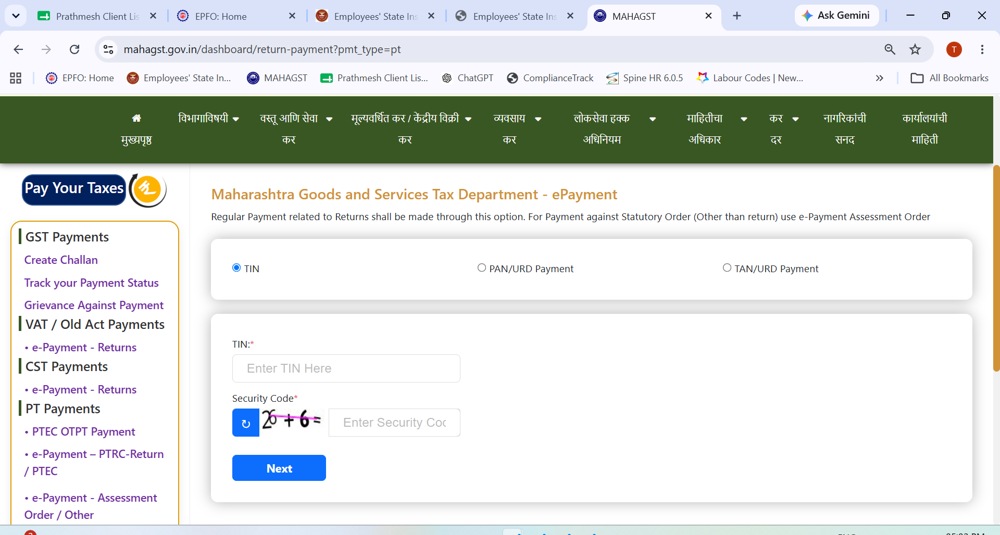 Prathmesh Client Lis
EPFO: Home
Employees' State Ins
Employees' State Ins
MAHAGST
Ask Gemini
mahagst.gov.in/dashboard/return-payment?pmt_type=pt
T
EPFO: Home
Employees' State In...
MAHAGST
Prathmesh Client Lis...
ChatGPT
ComplianceTrack
Spine HR 6.0.5
Labour Codes | New...
All Bookmarks
मुख्यपृष्ठ
विभागाविषयी
वस्तू आणि सेवा
कर
मूल्यवर्धित कर / केंद्रीय विक्री
कर
व्यवसाय
कर
लोकसेवा हक्क
अधिनियम
माहितीचा
अधिकार
कर
दर
नागरिकांची
सनद
कार्यालयांची
माहिती
Pay Your Taxes
GST Payments
Create Challan
Track your Payment Status
Grievance Against Payment
VAT / Old Act Payments
• e-Payment - Returns
CST Payments
• e-Payment - Returns
PT Payments
• PTEC OTPT Payment
• e-Payment – PTRC-Return
/ PTEC
• e-Payment - Assessment
Order / Other
Maharashtra Goods and Services Tax Department - ePayment
Regular Payment related to Returns shall be made through this option. For Payment against Statutory Order (Other than return) use e-Payment Assessment Order
TIN
PAN/URD Payment
TAN/URD Payment
TIN:*
Enter TIN Here
Security Code*
26 + 6 =
Enter Security Coc
Next